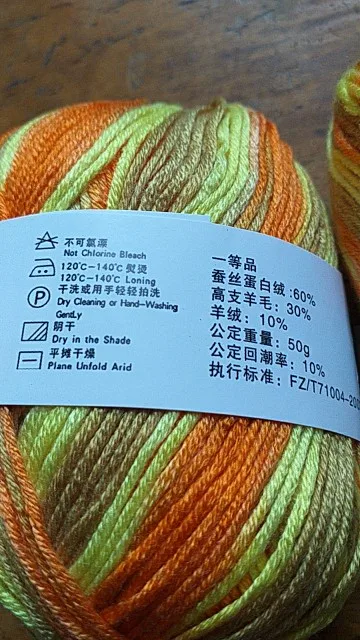 不可氯漂
Not Chlorine Bleach
120℃-140℃ 熨烫
120℃-140℃ Loning
干洗或用手轻轻抬洗
Dry Cleaning or Hand-Washing
GentLy
阴干
Dry in the Shade
平摊干燥
Plane Unfold Arid
一等品
蚕丝蛋白绒:60%
高支羊毛: 30%
羊绒: 10%
公定重量: 50g
公定回潮率: 10%
执行标准: FZ/T71004-20